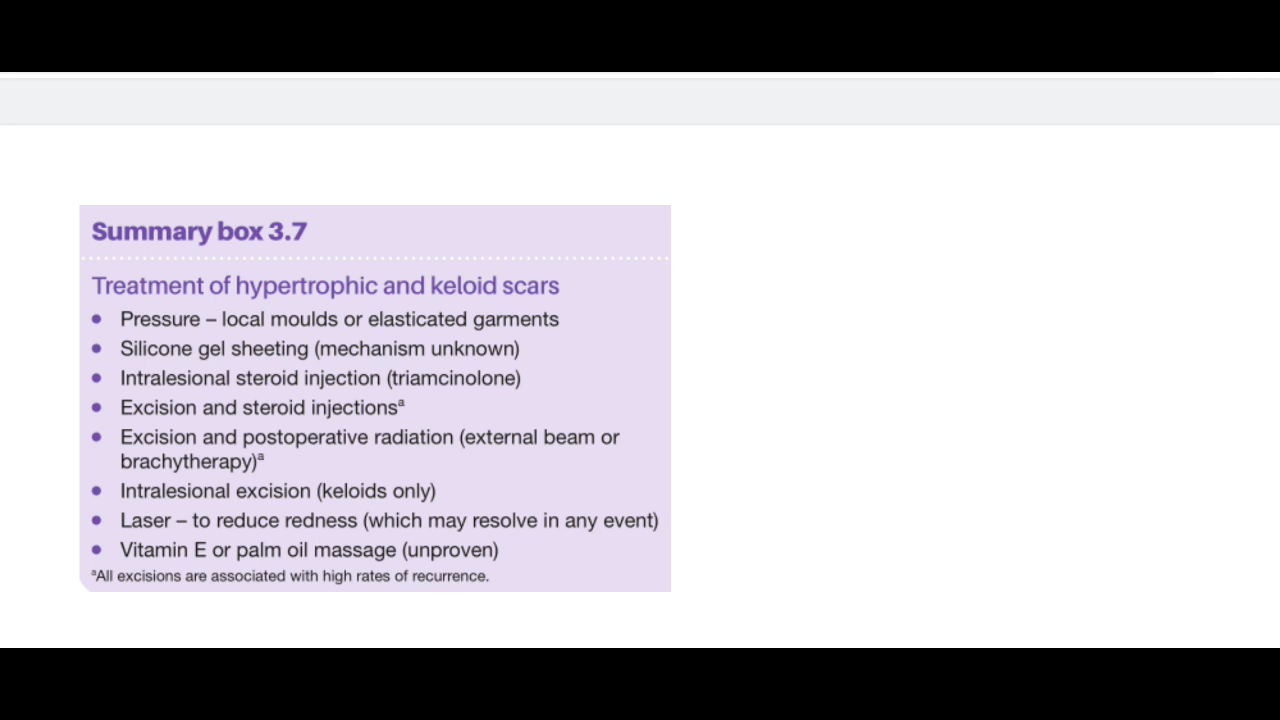 Summary box 3.7
Treatment of hypertrophic and keloid scars
• Pressure – local moulds or elasticated garments
• Silicone gel sheeting (mechanism unknown)
• Intralesional steroid injection (triamcinolone)
• Excision and steroid injectionsᵃ
• Excision and postoperative radiation (external beam or
brachytherapy)ᵃ
• Intralesional excision (keloids only)
• Laser – to reduce redness (which may resolve in any event)
• Vitamin E or palm oil massage (unproven)
ᵃAll excisions are associated with high rates of recurrence.